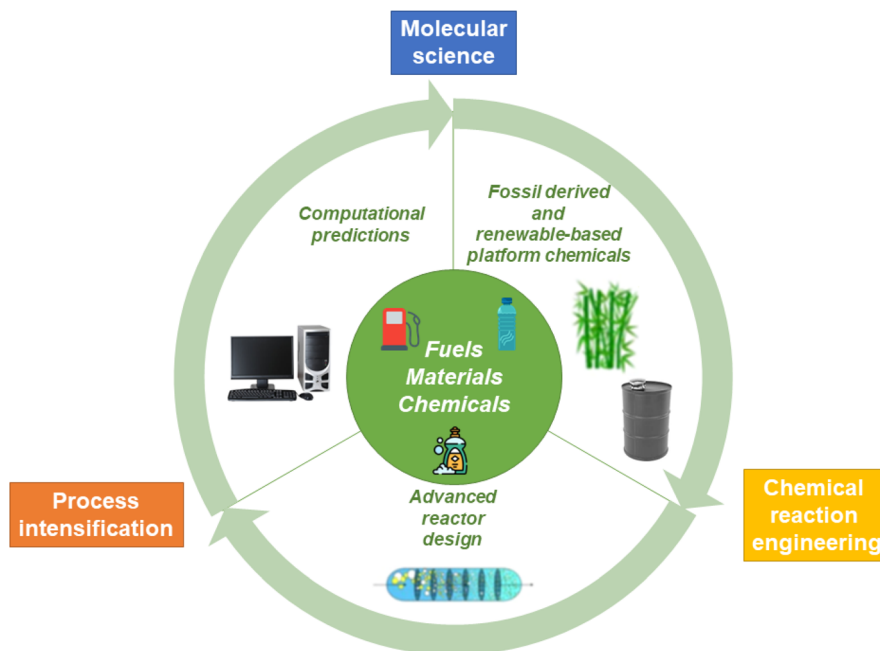 Molecular
science
Computational
predictions
Fossil derived
and
renewable-based
platform chemicals
Fuels
Materials
Chemicals
Process
intensification
Advanced
reactor
design
Chemical
reaction
engineering